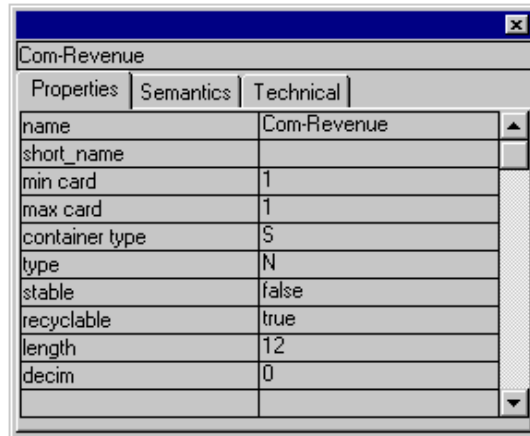 Com-Revenue
Properties Semantics Technical
name Com-Revenue
short_name
min card 1
max card 1
container type S
type N
stable false
recyclable true
length 12
decim 0